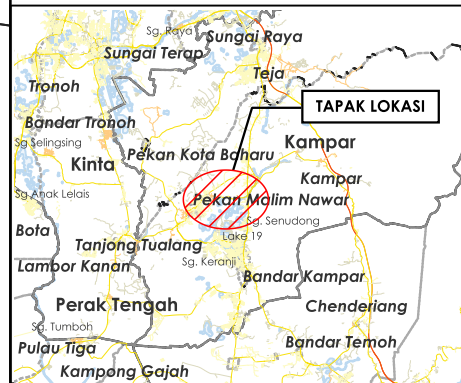 Sg. Raya
Sungai Raya
Sungai Terap
Teja
Tronoh
TAPAK LOKASI
Bandar Tronoh
Sg Selingsing
Kampar
Pekan Kota Baharu
Kinta
Kampar
Sg Anak Lelais
Pekan Malim Nawar
Sg. Senudong
Bota
Lake 19
Tanjong Tualang
Sg. Keranji
Lambor Kanan
Bandar Kampar
Perak Tengah
Chenderiang
Sg. Tumboh
Bandar Temoh
Pulau Tiga
Kampong Gajah